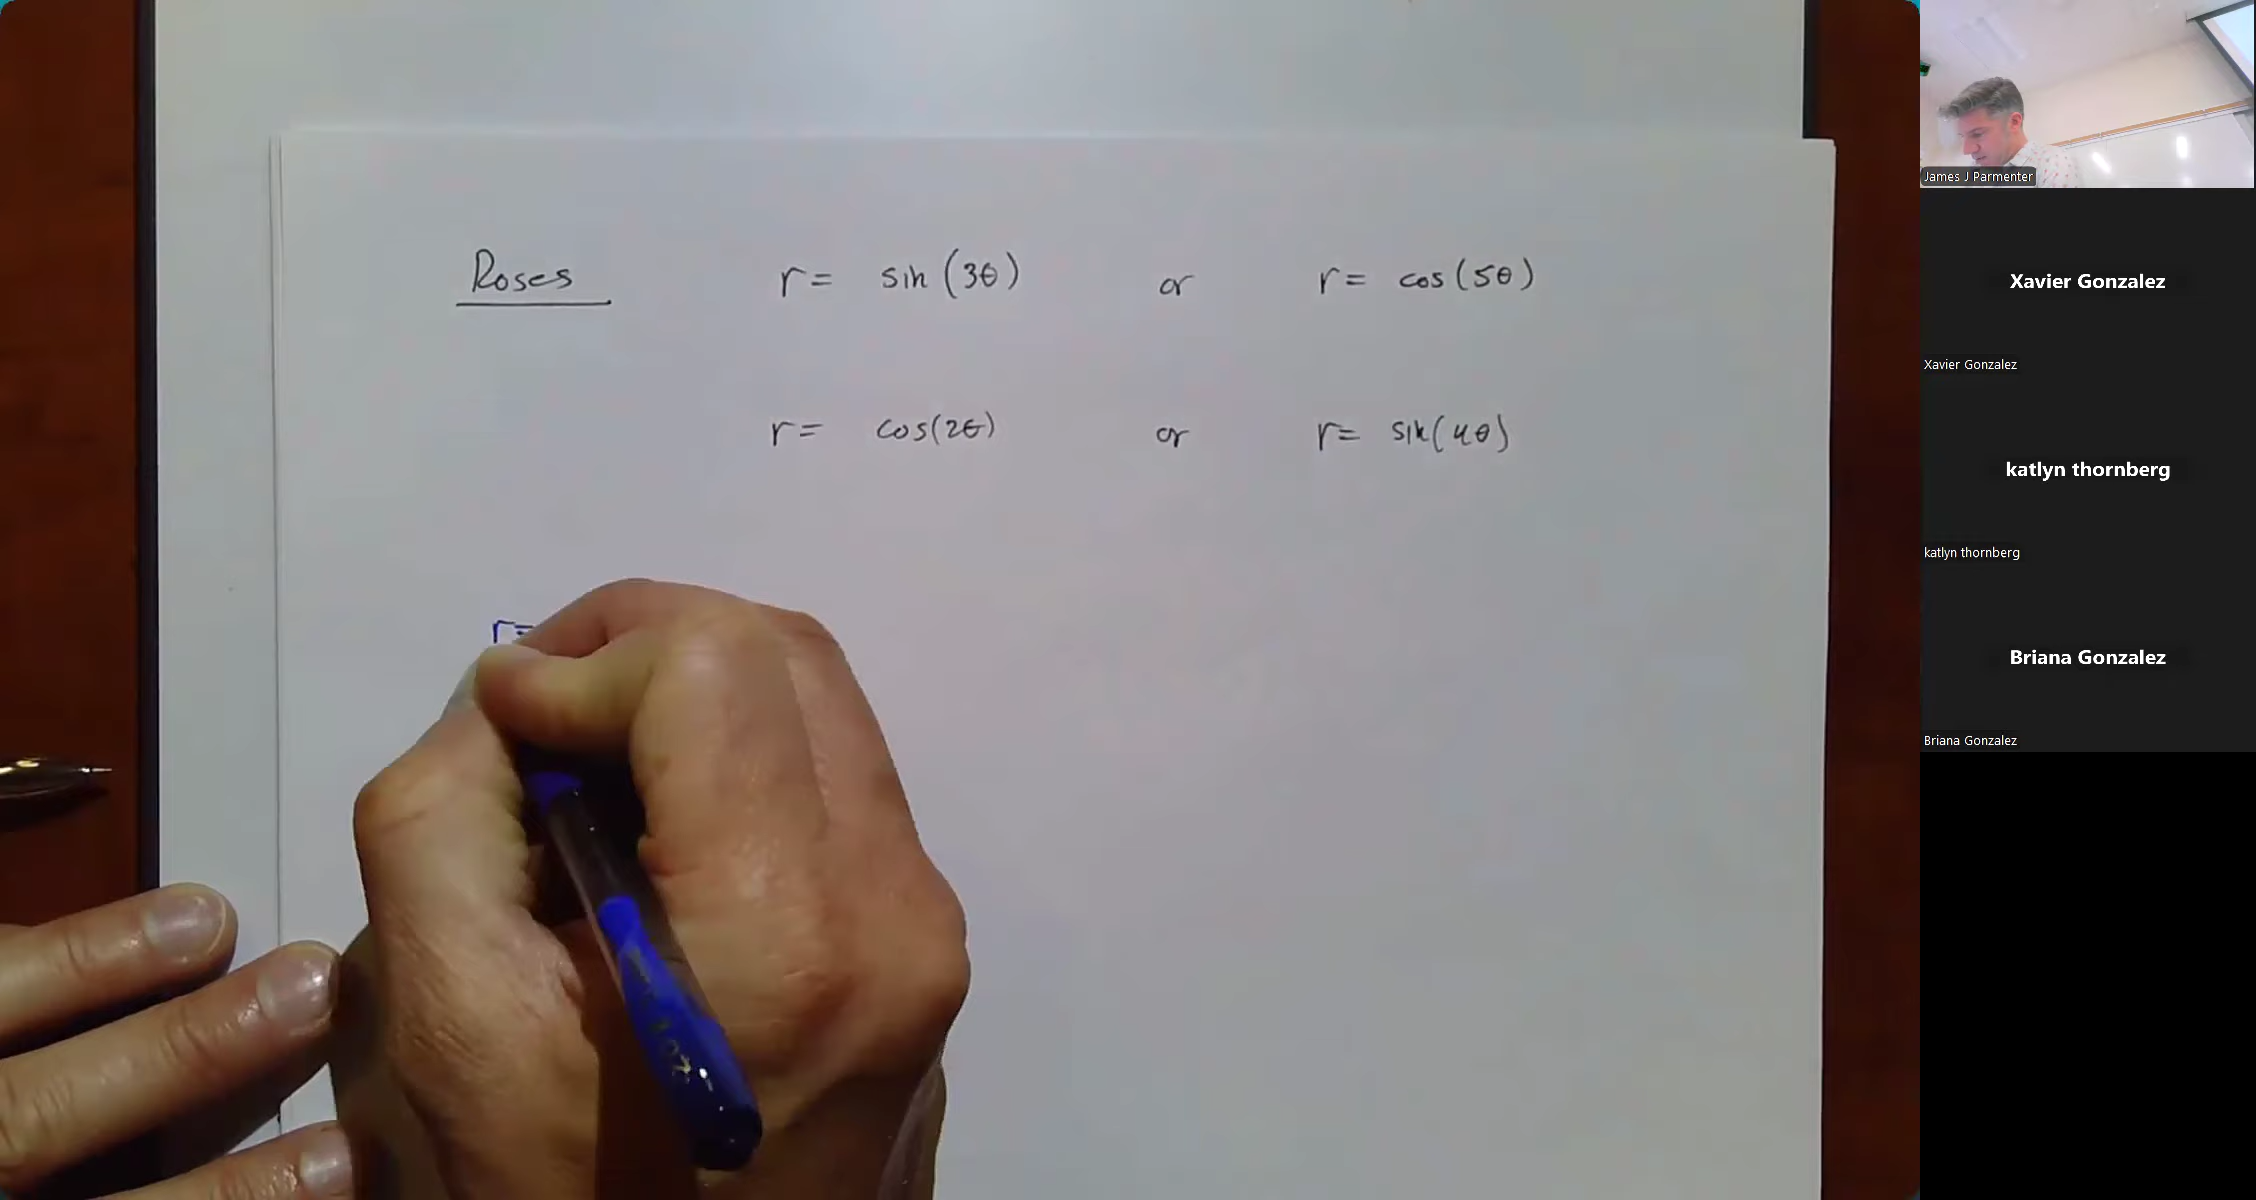 Roses r = sin (3θ) or r = cos (5θ)
r = cos(2θ) or r = sin(4θ)
James J Parmenter
Xavier Gonzalez
Xavier Gonzalez
katlyn thornberg
katlyn thornberg
Briana Gonzalez
Briana Gonzalez